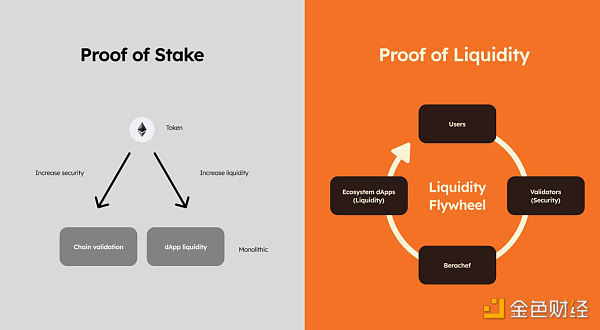 Proof of Stake
Token
Increase security
Increase liquidity
Chain validation
dApp liquidity
Monolithic
Proof of Liquidity
Users
Ecosystem dApps
(Liquidity)
Liquidity
Flywheel
Validators
(Security)
Berachef
金色财经